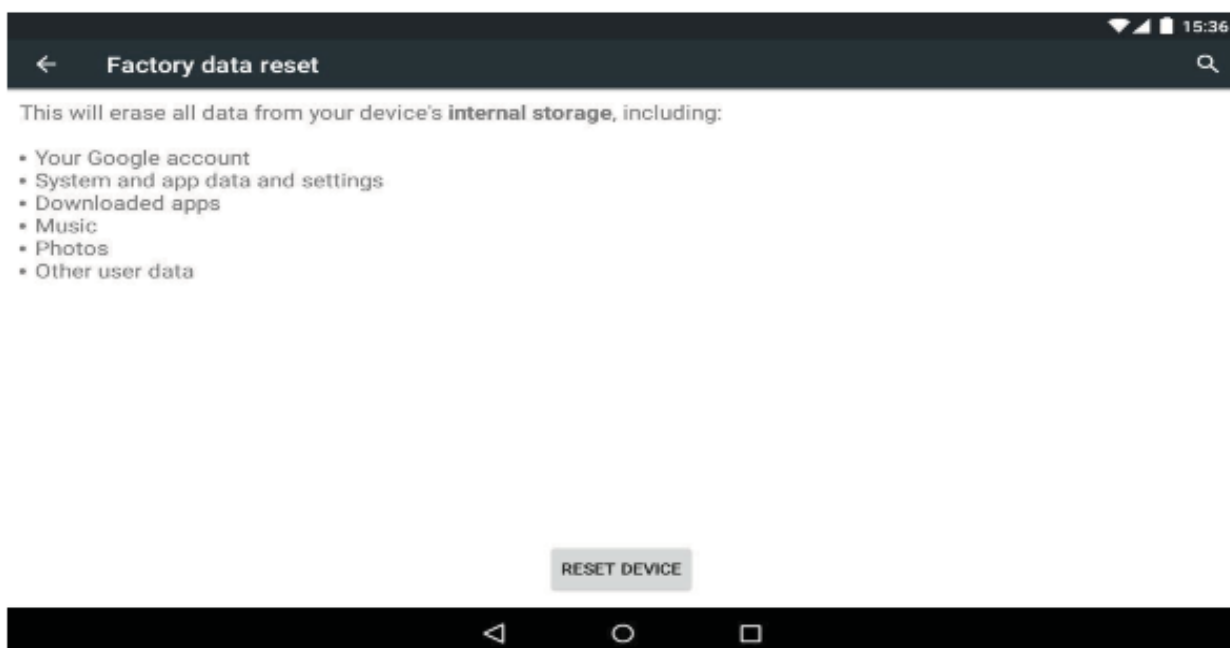 15:36
Factory data reset
This will erase all data from your device's internal storage, including:
• Your Google account
• System and app data and settings
• Downloaded apps
• Music
• Photos
• Other user data
RESET DEVICE